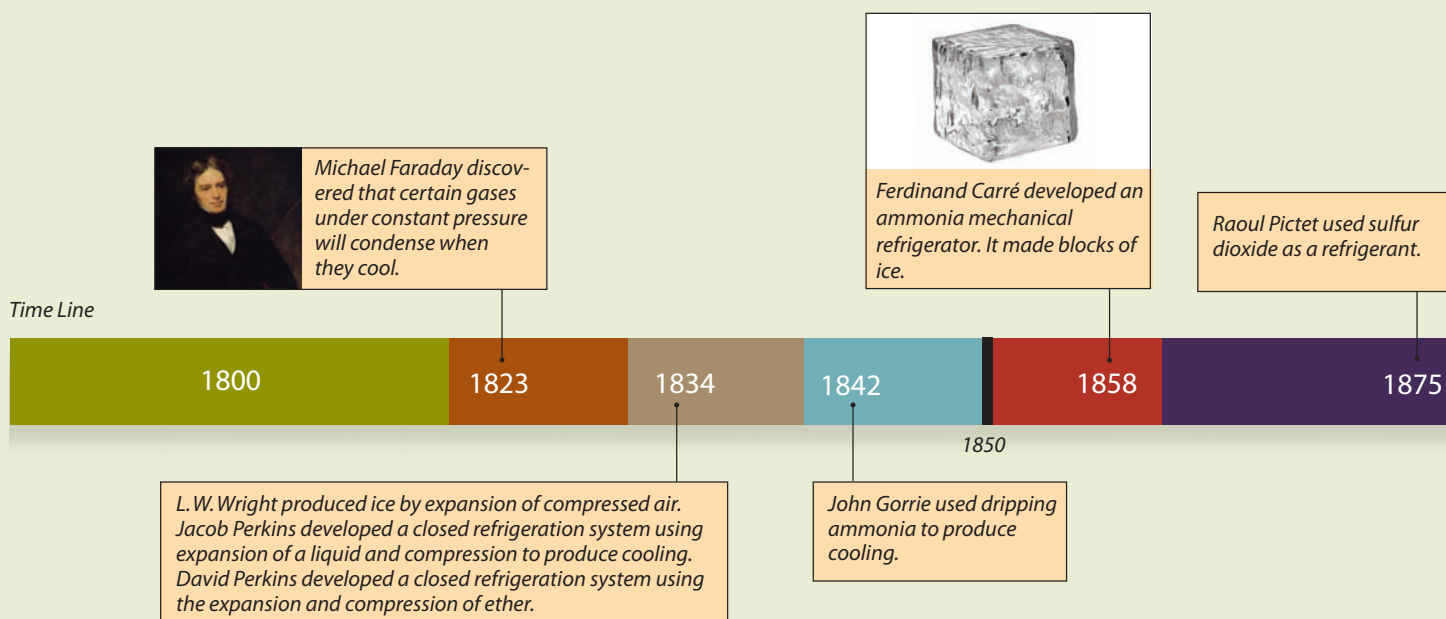 Michael Faraday discov-
ered that certain gases
under constant pressure
will condense when
they cool.
Ferdinand Carré developed an
ammonia mechanical
refrigerator. It made blocks of
ice.
Raoul Pictet used sulfur
dioxide as a refrigerant.
Time Line
1800
1823
1834
1842
1858
1875
1850
L.W. Wright produced ice by expansion of compressed air.
Jacob Perkins developed a closed refrigeration system using
expansion of a liquid and compression to produce cooling.
David Perkins developed a closed refrigeration system using
the expansion and compression of ether.
John Gorrie used dripping
ammonia to produce
cooling.